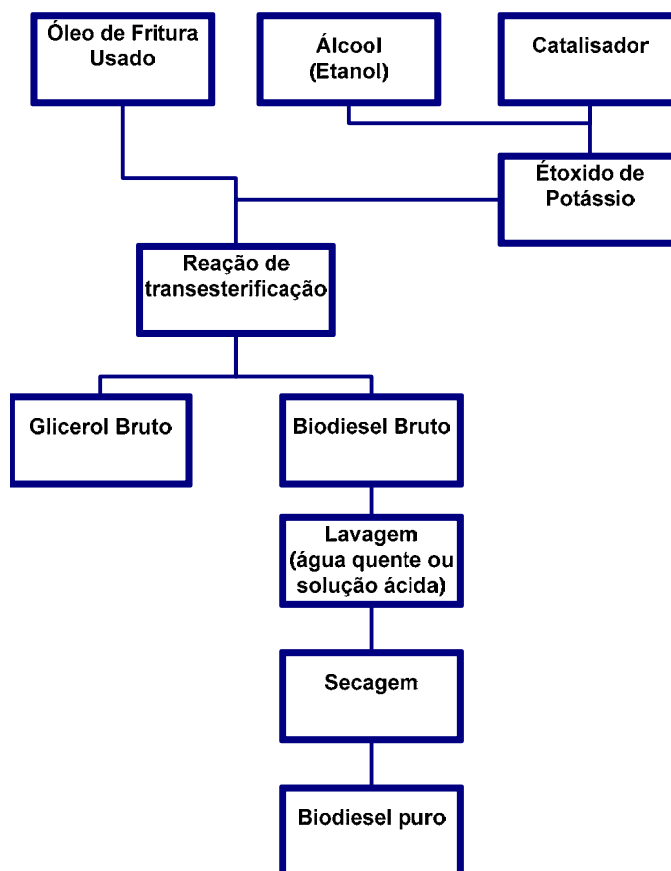 Óleo de Fritura
Usado
Álcool
(Etanol)
Catalisador
Étoxido de
Potássio
Reação de
transesterificação
Glicerol Bruto
Biodiesel Bruto
Lavagem
(água quente ou
solução ácida)
Secagem
Biodiesel puro